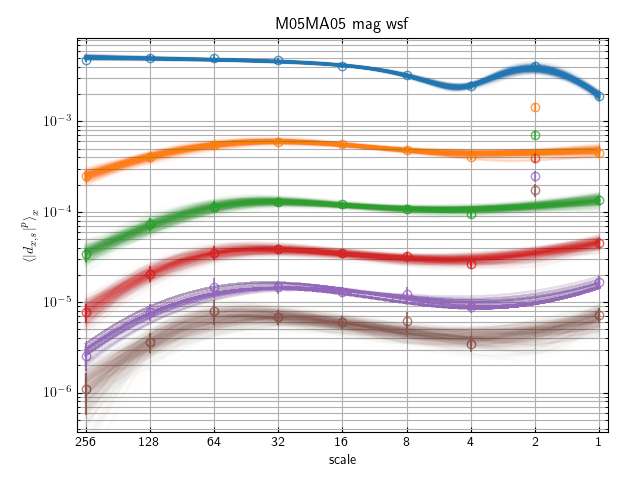 M05MA05 mag wsf
⟨|d_{x,s}|^p⟩_x
10^{-3}
10^{-4}
10^{-5}
10^{-6}
256 128 64 32 16 8 4 2 1
scale